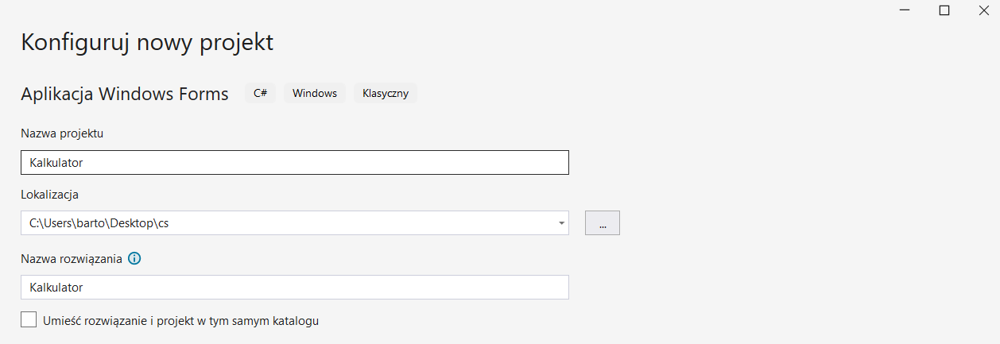 Konfiguruj nowy projekt
Aplikacja Windows Forms C# Windows Klasyczny
Nazwa projektu
Kalkulator
Lokalizacja
C:\Users\barto\Desktop\cs
...
Nazwa rozwiązania
Kalkulator
Umieść rozwiązanie i projekt w tym samym katalogu